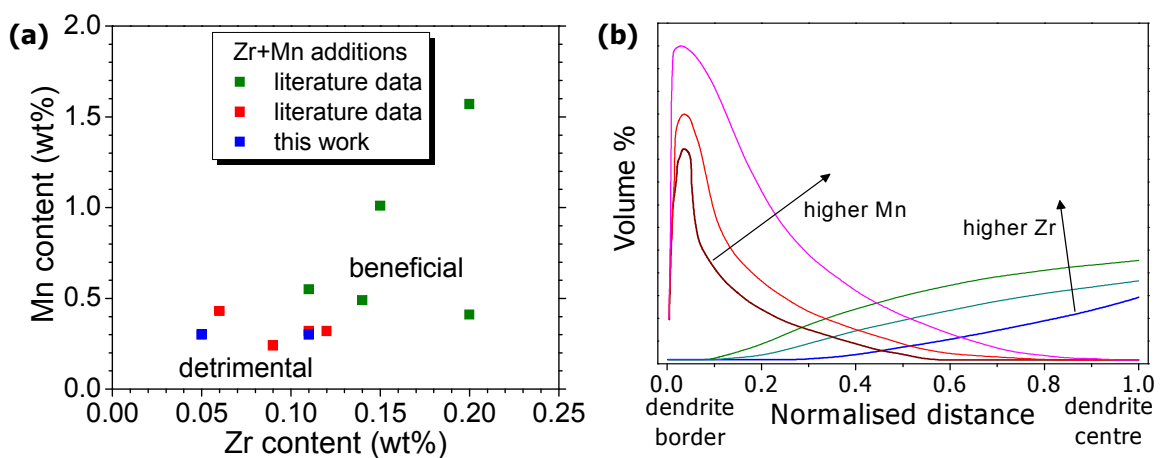 (a)
2.0
1.5
1.0
0.5
0.0
Mn content (wt%)
Zr+Mn additions
literature data
literature data
this work
beneficial
detrimental
0.00 0.05 0.10 0.15 0.20 0.25
Zr content (wt%)
(b)
Volume %
higher Mn
higher Zr
0.0 0.2 0.4 0.6 0.8 1.0
dendrite
border
Normalised distance
dendrite
centre